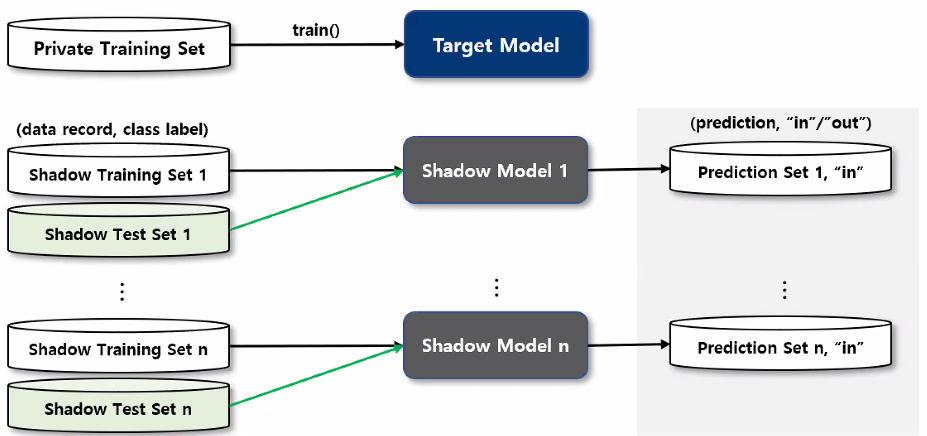 Private Training Set
train()
Target Model
(data record, class label)
(prediction, “in”/”out”)
Shadow Training Set 1
Shadow Model 1
Prediction Set 1, “in”
Shadow Test Set 1
⋮
⋮
⋮
Shadow Training Set n
Shadow Model n
Prediction Set n, “in”
Shadow Test Set n